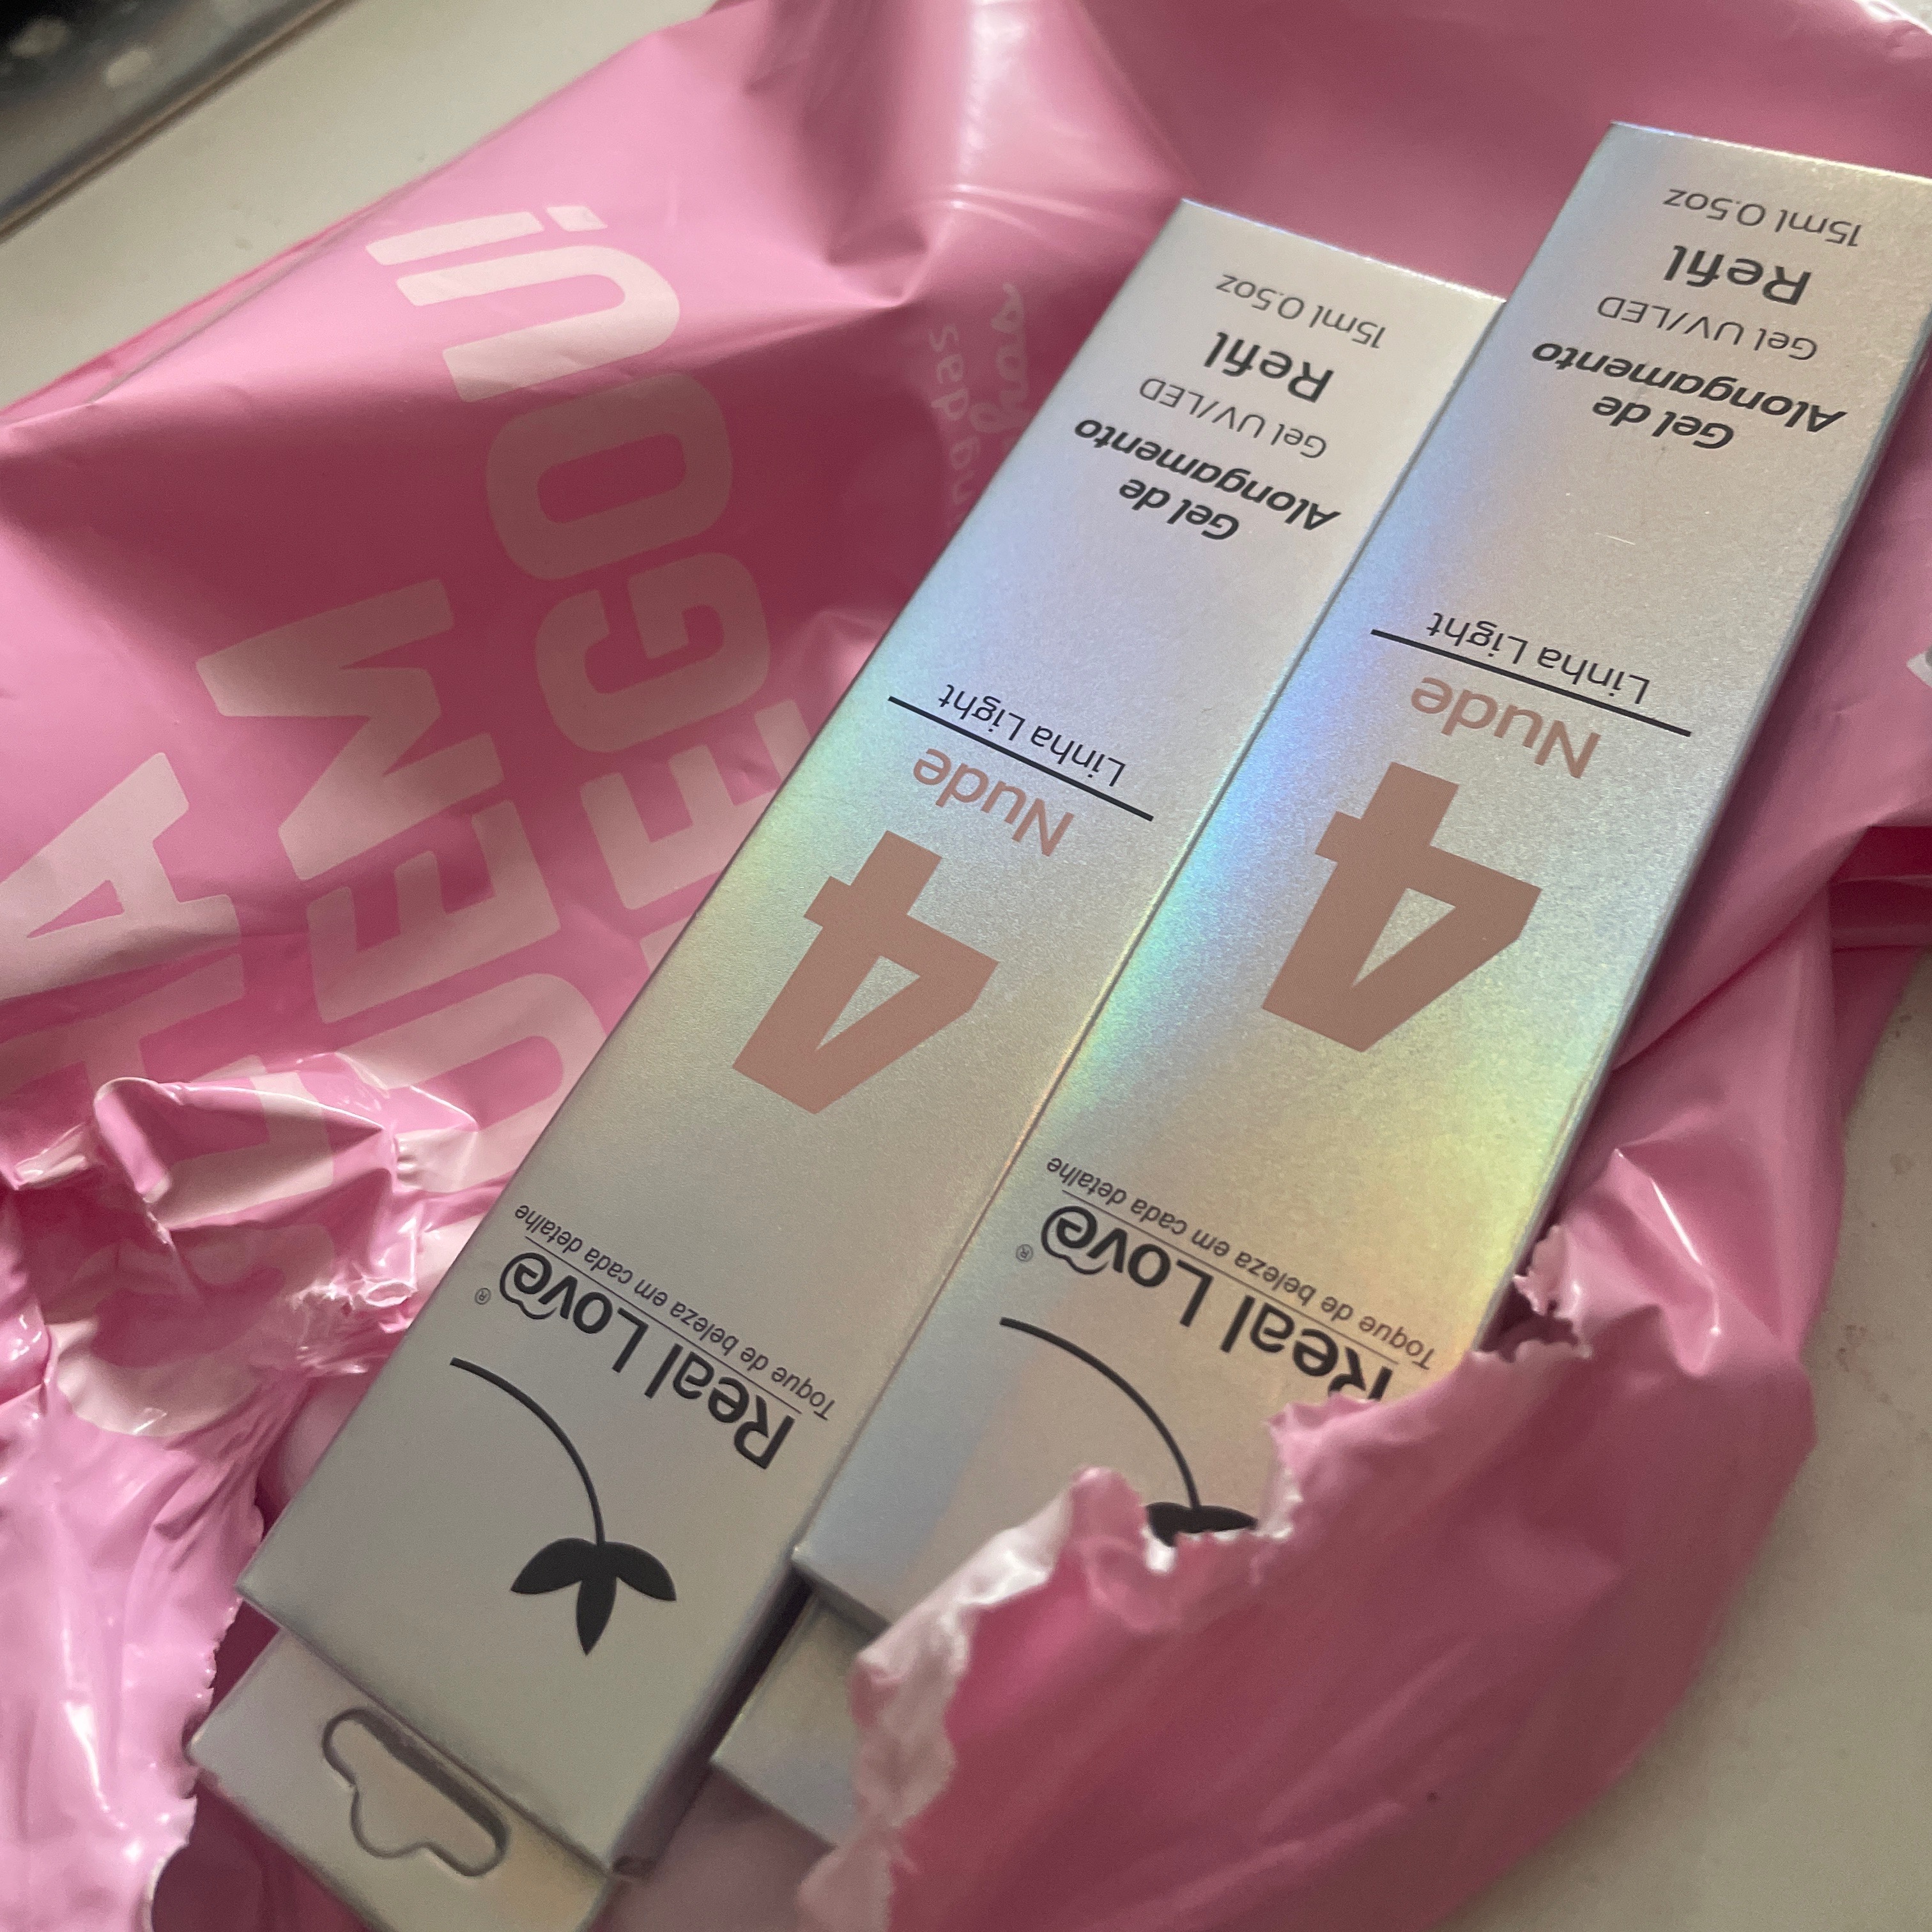 Real Love®
Toque de beleza em cada detalhe
4
Nude
Linha Light
Gel de
Alongamento
Gel UV/LED
Refil
15ml 0.5oz
Real Love®
Toque de beleza em cada detalhe
4
Nude
Linha Light
Gel de
Alongamento
Gel UV/LED
Refil
15ml 0.5oz